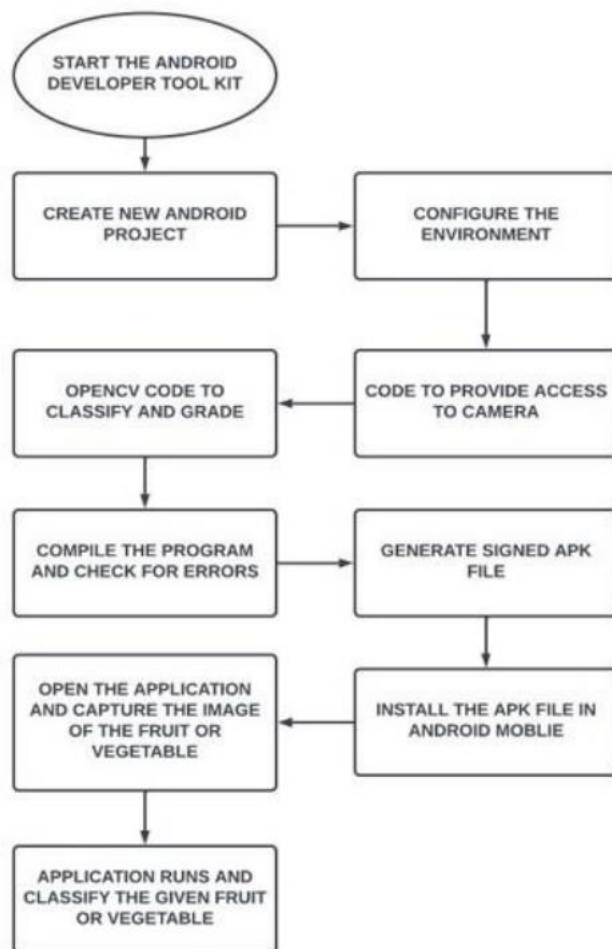 START THE ANDROID
DEVELOPER TOOL KIT
CREATE NEW ANDROID
PROJECT
CONFIGURE THE
ENVIRONMENT
CODE TO PROVIDE ACCESS
TO CAMERA
OPENCV CODE TO
CLASSIFY AND GRADE
COMPILE THE PROGRAM
AND CHECK FOR ERRORS
GENERATE SIGNED APK
FILE
INSTALL THE APK FILE IN
ANDROID MOBLIE
OPEN THE APPLICATION
AND CAPTURE THE IMAGE
OF THE FRUIT OR
VEGETABLE
APPLICATION RUNS AND
CLASSIFY THE GIVEN FRUIT
OR VEGETABLE